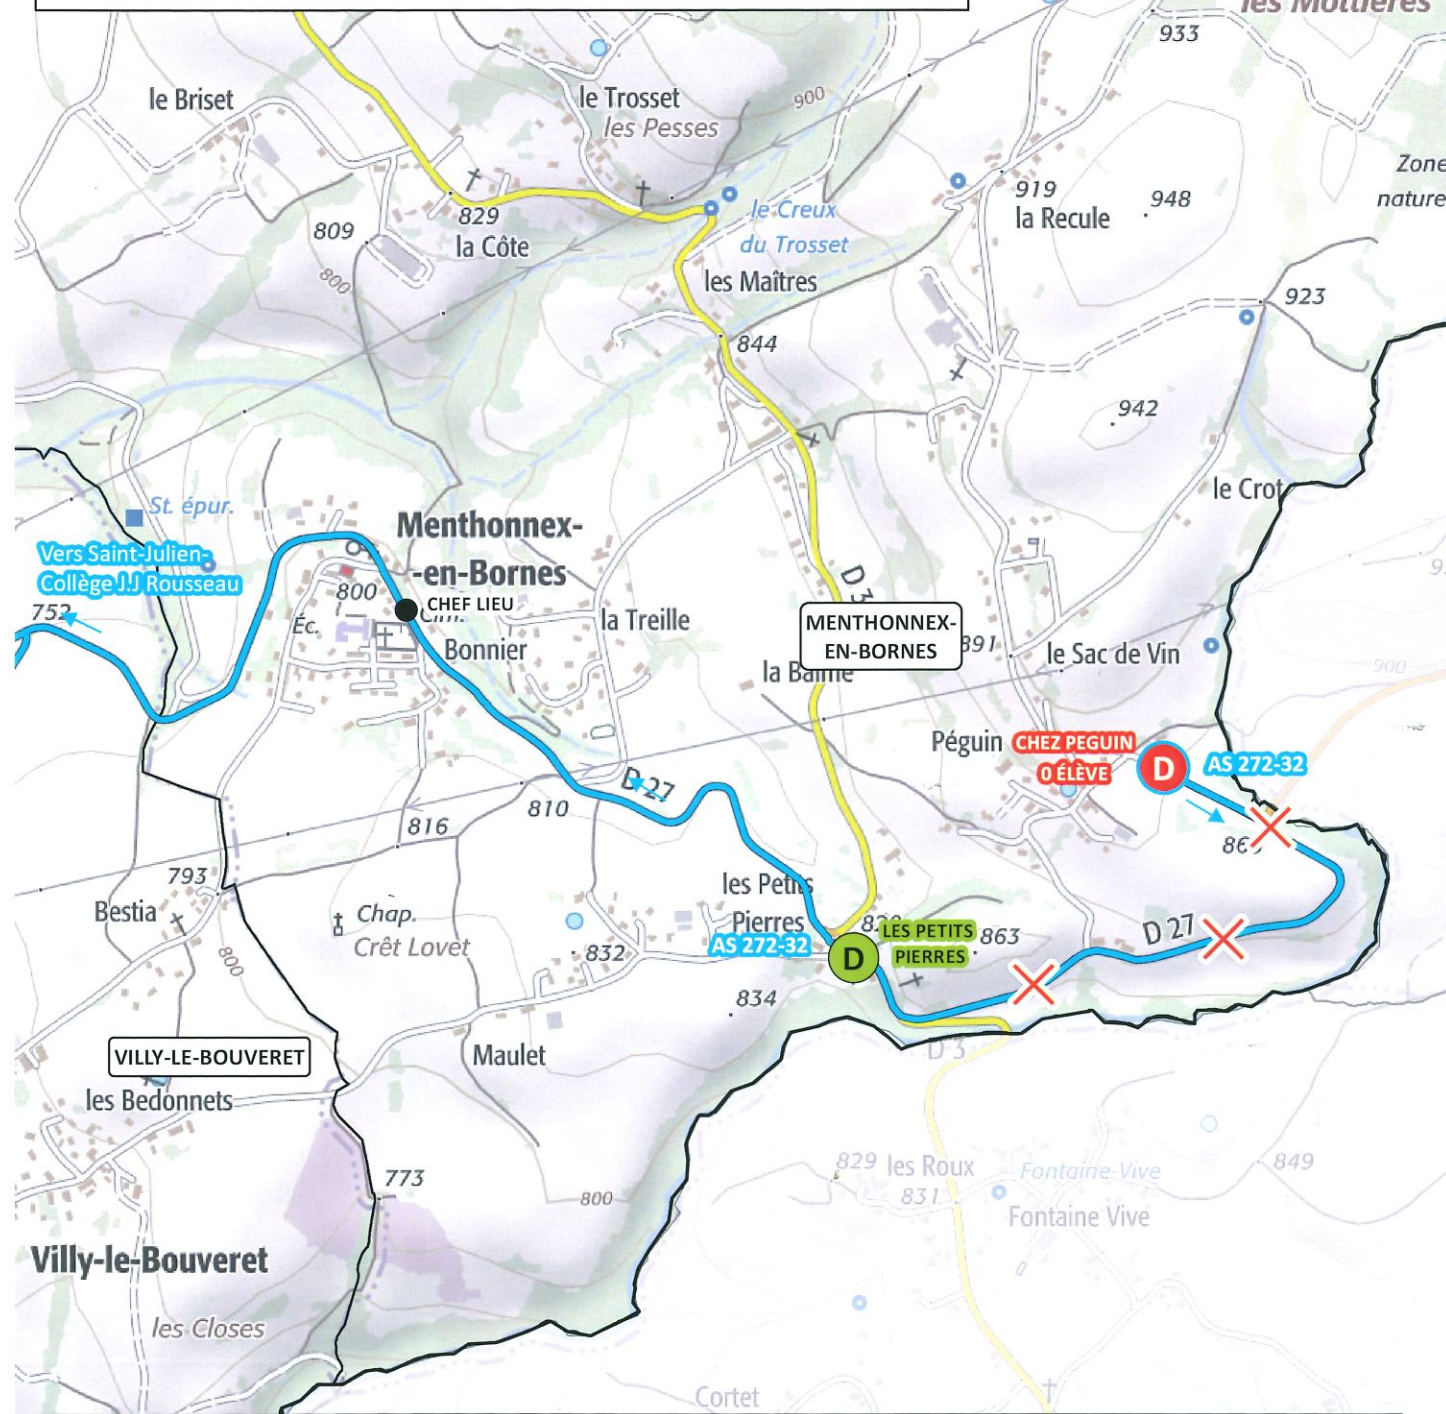 les Mottières
933
le Briset
le Trosset
les Pesses
900
Zone
nature
919
la Recule
948
829
la Côte
809
800
le Creux
du Trosset
les Maîtres
923
844
942
le Crot
St. épur.
Menthonnex-
-en-Bornes
Vers Saint-Julien-
Collège J.J Rousseau
752
800
CHEF LIEU
Cim.
Éc.
Bonnier
la Treille
D 3
MENTHONNEX-
EN-BORNES
891
le Sac de Vin
la Balme
900
Péguin
CHEZ PEGUIN
0 ÉLÈVE
D
AS 272-32
D 27
810
816
793
Bestia
Chap.
Crêt Lovet
800
les Petits
Pierres
AS 272-32
D
LES PETITS
PIERRES
863
832
834
D 27
Maulet
D 3
VILLY-LE-BOUVERET
les Bedonnets
773
800
829
les Roux
831
Fontaine Vive
849
Fontaine Vive
Villy-le-Bouveret
les Closes
Cortet